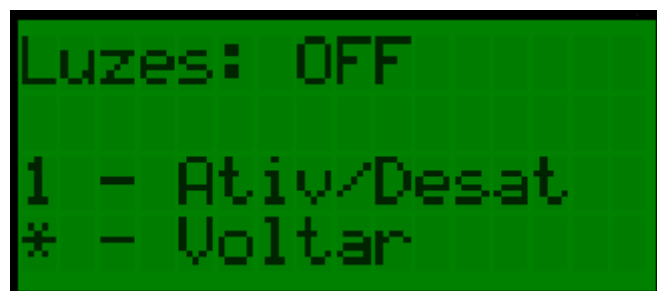 Luzes: OFF
1 - Ativ/Desat
* - Voltar